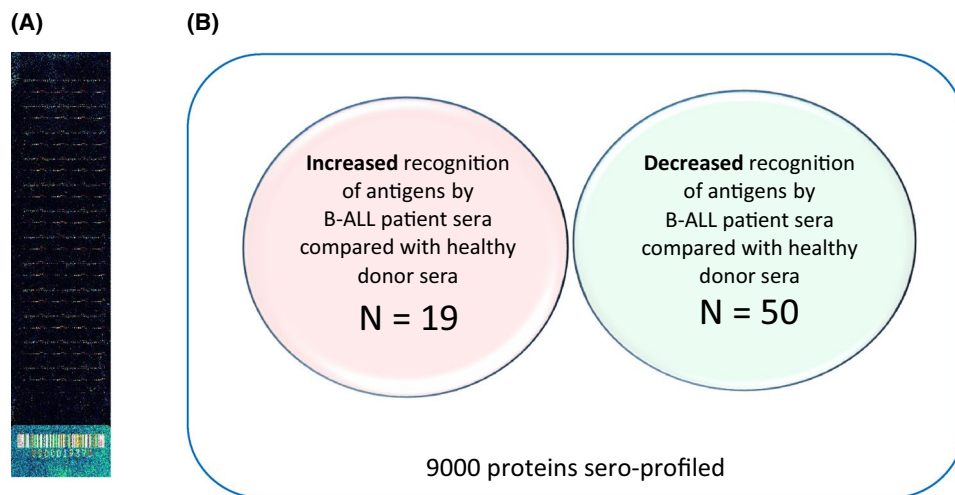 (A)
(B)
Increased recognition
of antigens by
B-ALL patient sera
compared with healthy
donor sera
N = 19
Decreased recognition
of antigens by
B-ALL patient sera
compared with healthy
donor sera
N = 50
9000 proteins sero-profiled